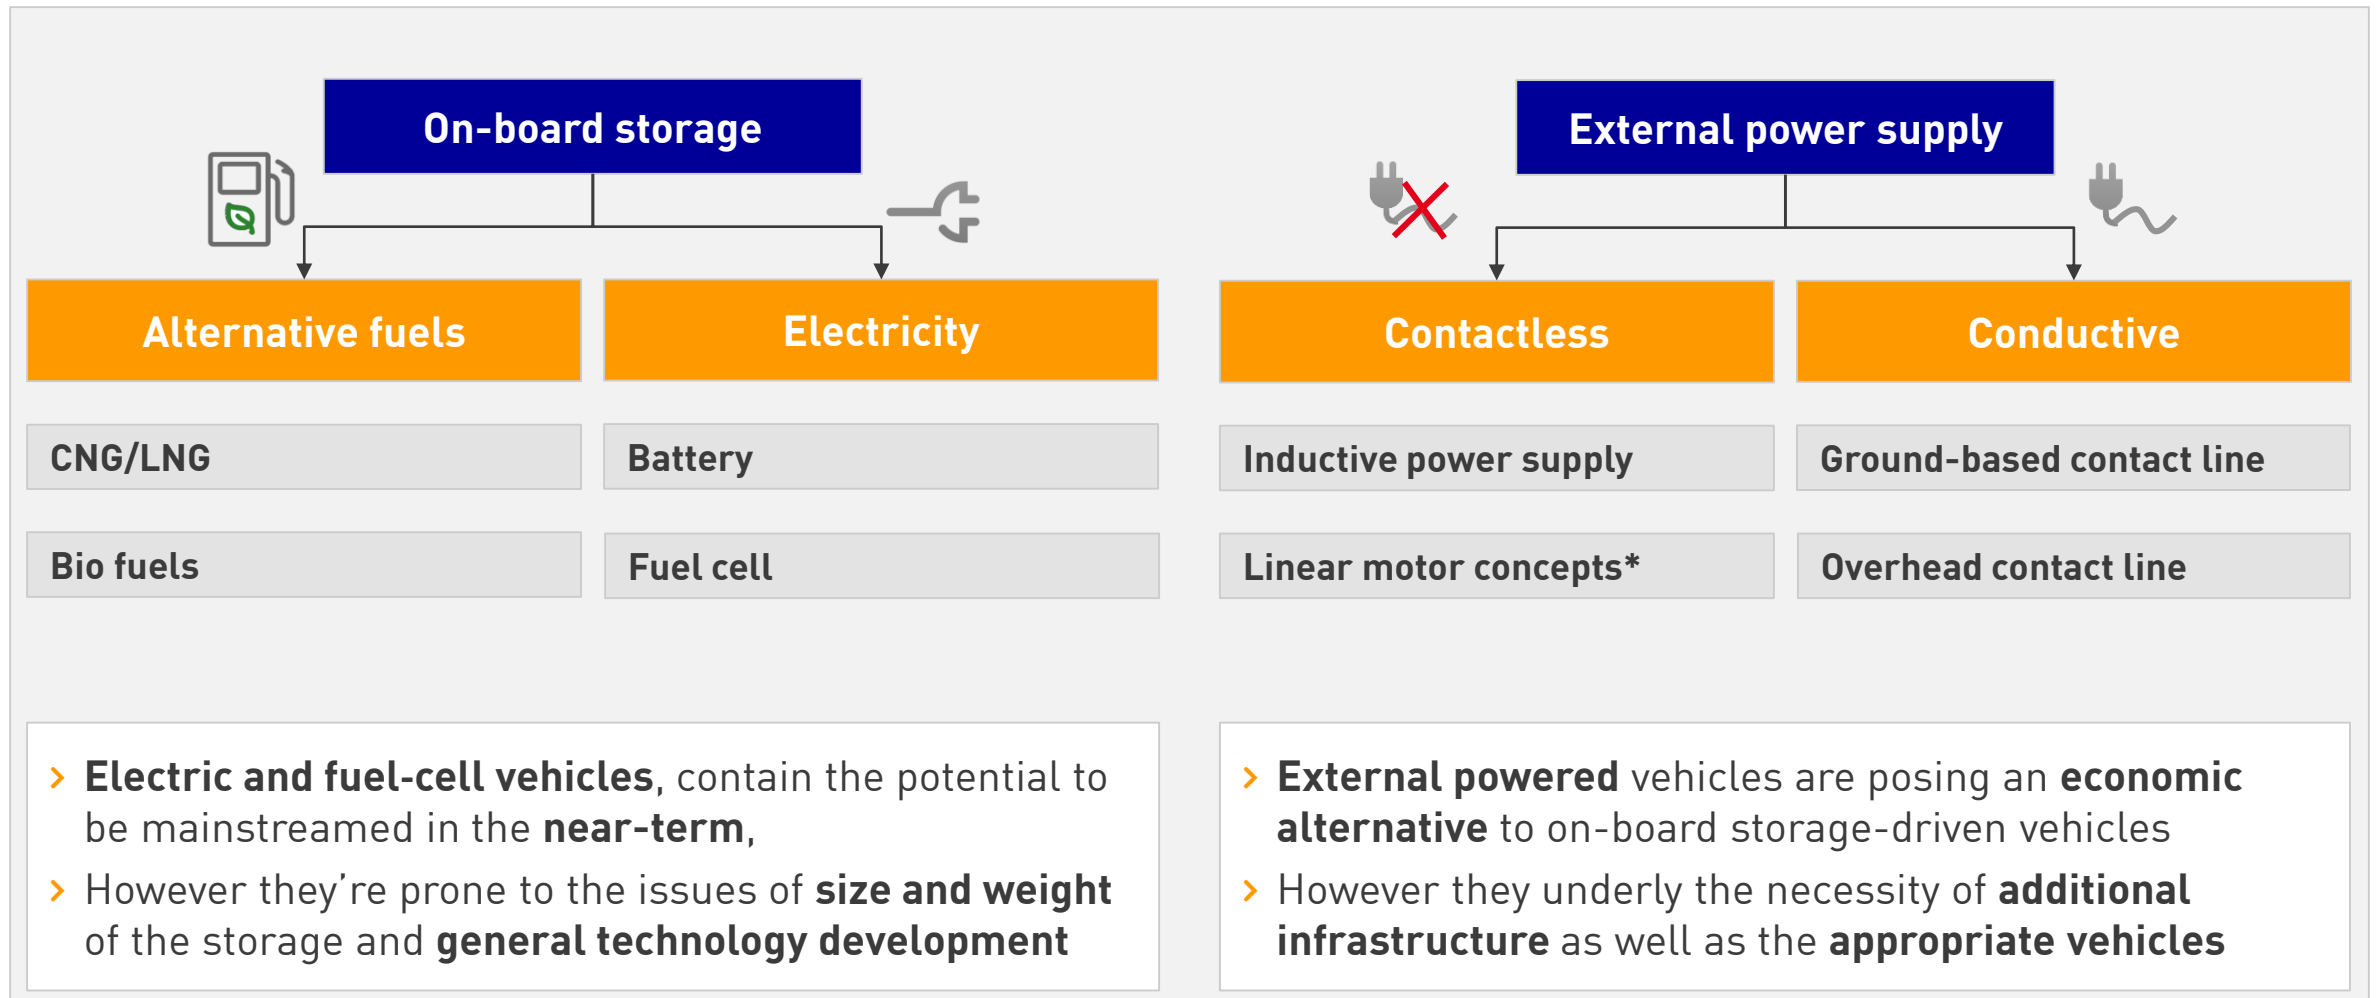 On-board storage
Alternative fuels
Electricity
CNG/LNG
Battery
Bio fuels
Fuel cell
Electric and fuel-cell vehicles, contain the potential to
be mainstreamed in the near-term,
However they're prone to the issues of size and weight
of the storage and general technology development
External power supply
Contactless
Conductive
Inductive power supply
Ground-based contact line
Linear motor concepts*
Overhead contact line
External powered vehicles are posing an economic
alternative to on-board storage-driven vehicles
However they underly the necessity of additional
infrastructure as well as the appropriate vehicles